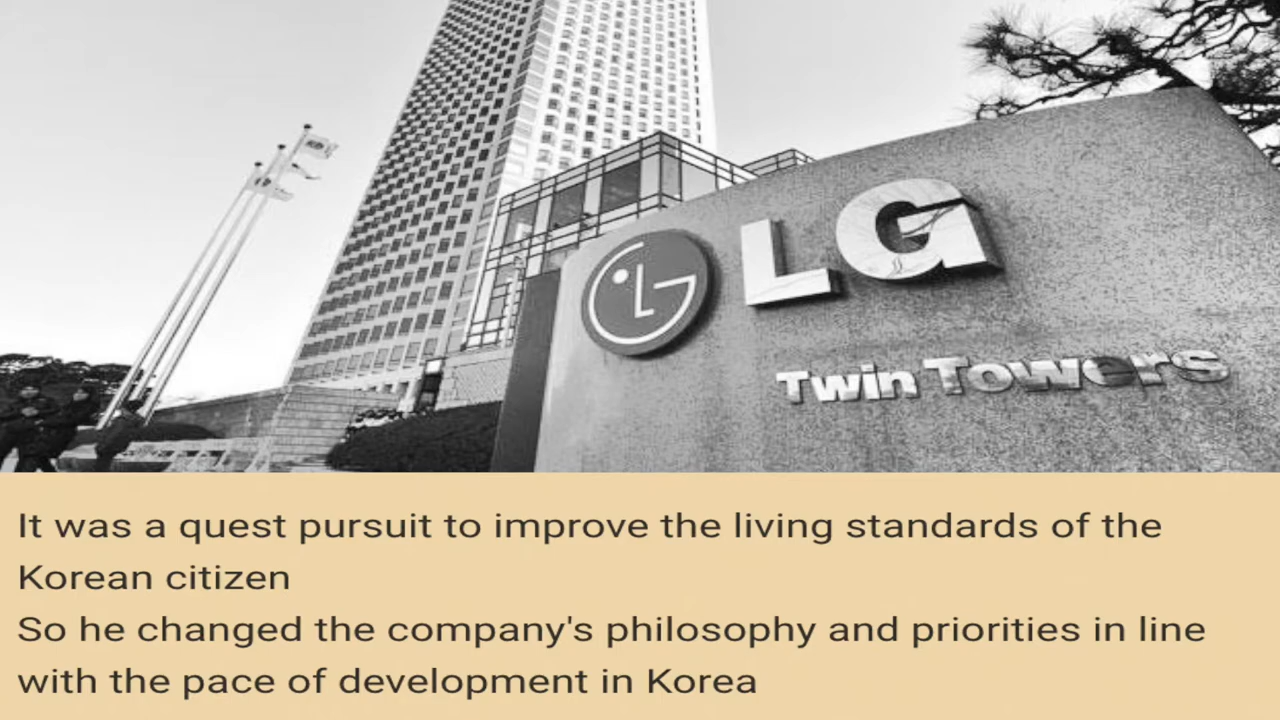 LG
LG
Twin Towers
It was a quest pursuit to improve the living standards of the
Korean citizen
So he changed the company's philosophy and priorities in line
with the pace of development in Korea